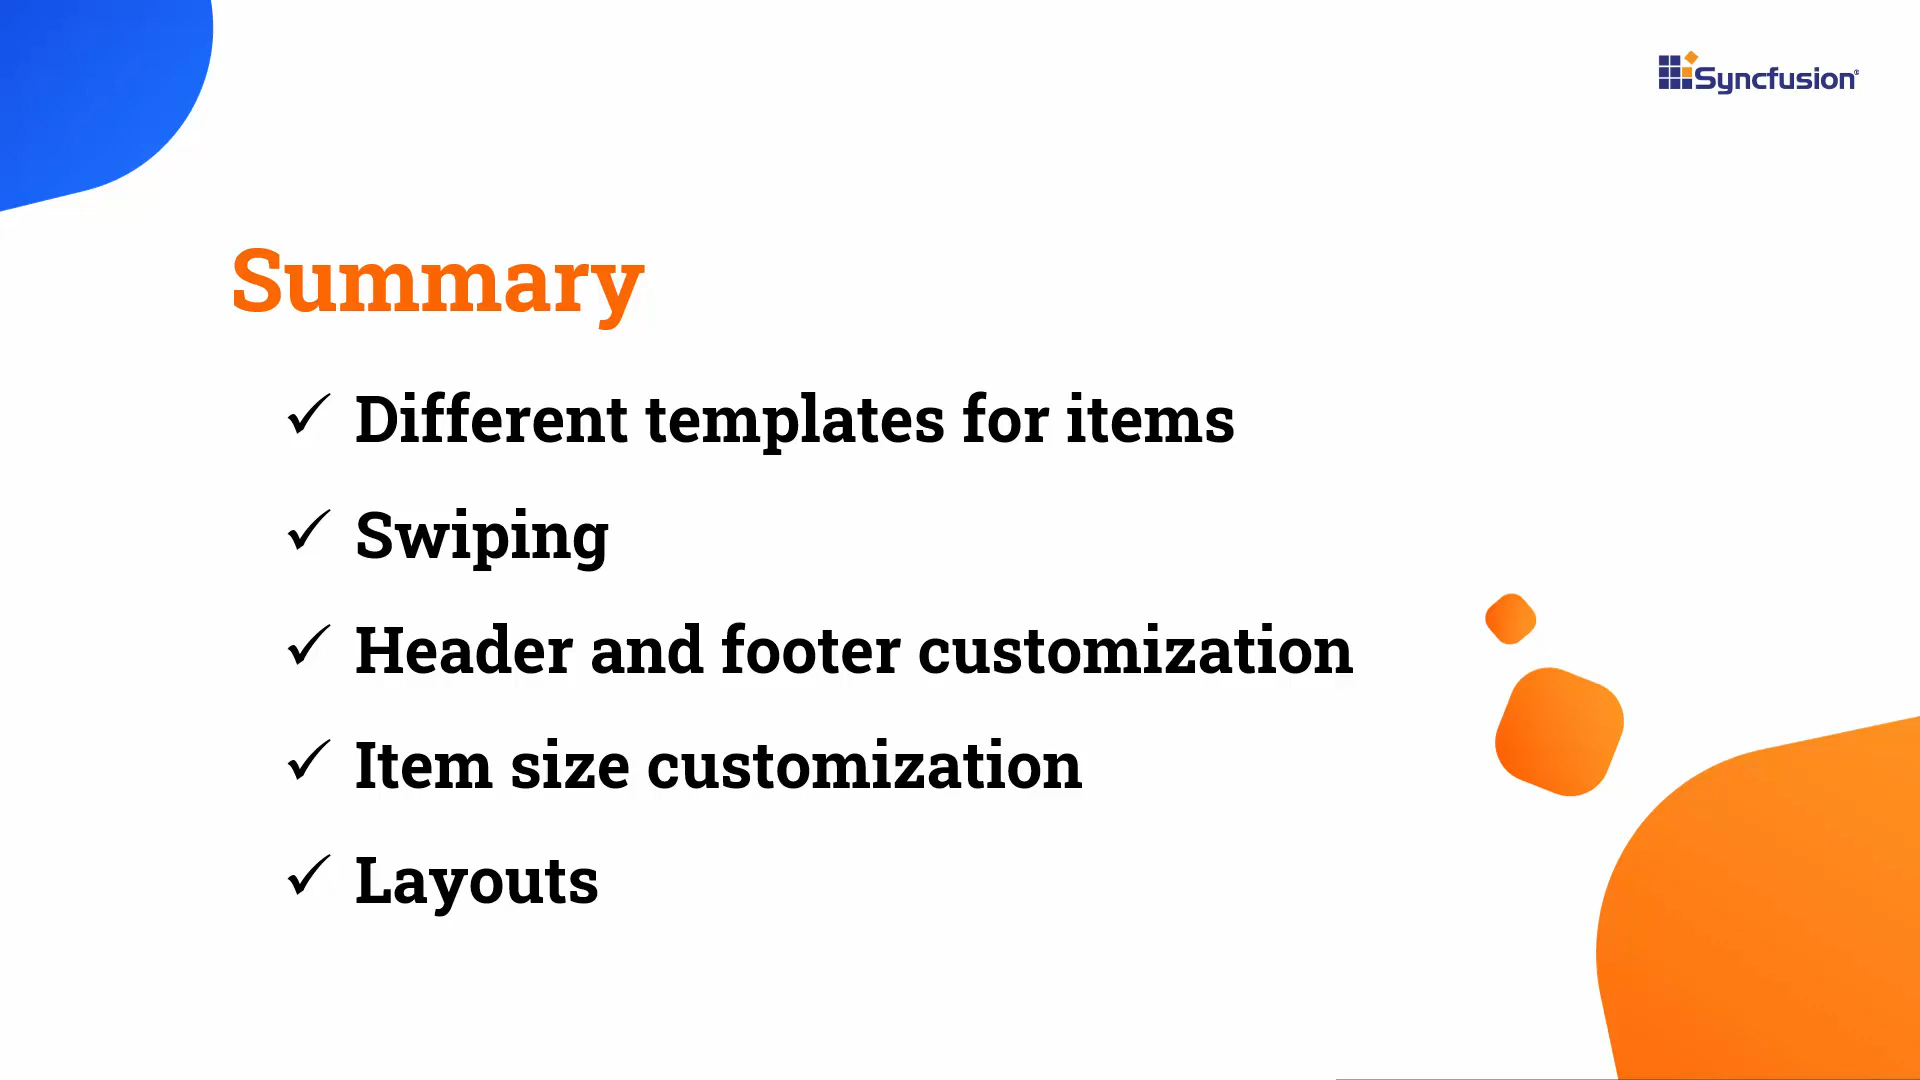 Syncfusion®
Summary
✓ Different templates for items
✓ Swiping
✓ Header and footer customization
✓ Item size customization
✓ Layouts